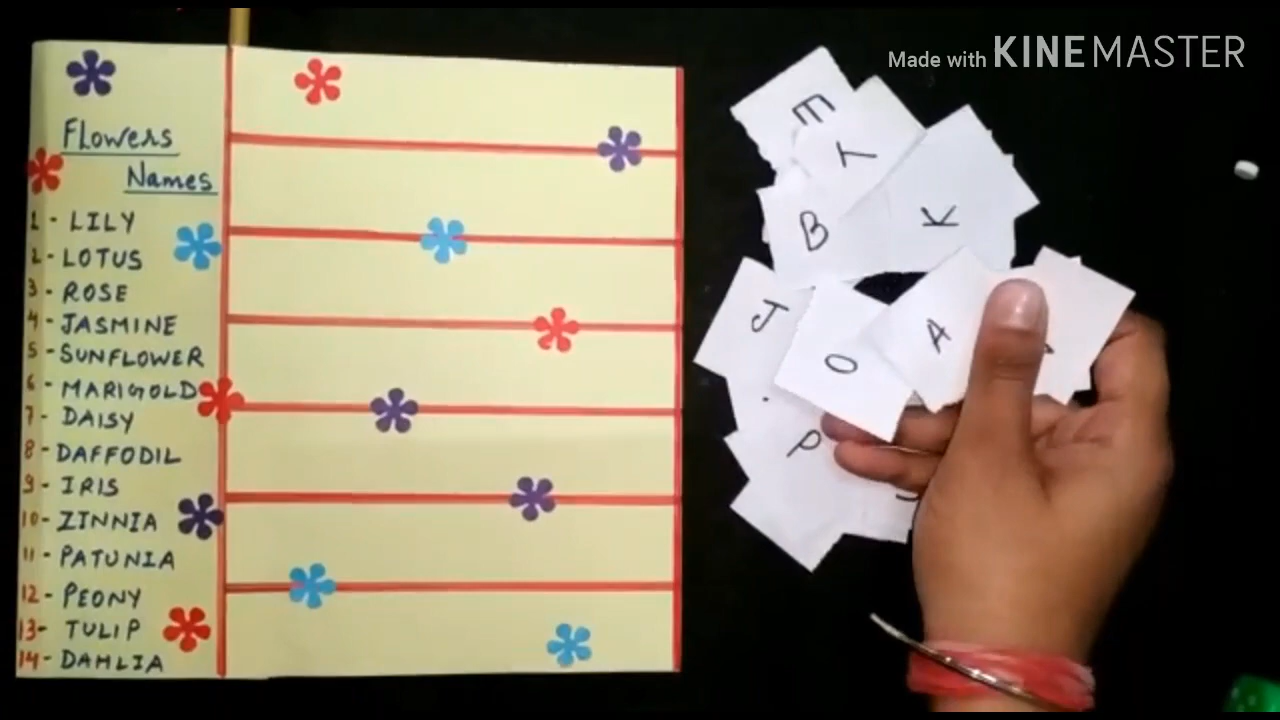 Made with KINEMASTER
Flowers
Names
1 - LILY
2 - LOTUS
3 - ROSE
4 - JASMINE
5 - SUNFLOWER
6 - MARIGOLD
7 - DAISY
8 - DAFFODIL
9 - IRIS
10 - ZINNIA
11 - PATUNIA
12 - PEONY
13 - TULIP
14 - DAHLIA
E
T
B
K
J
O
A
P